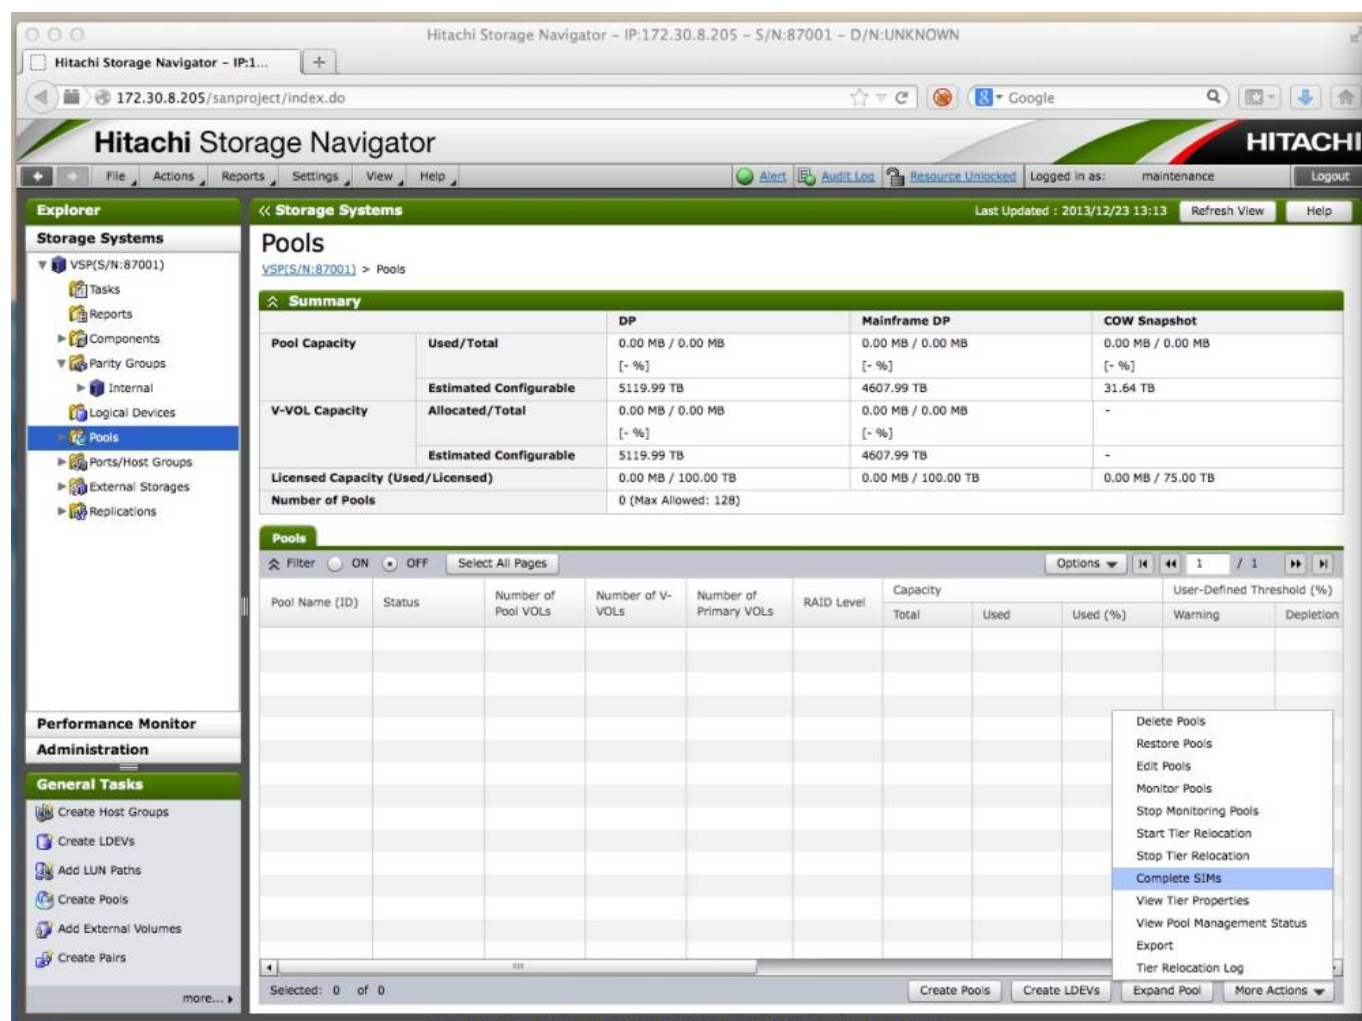 Hitachi Storage Navigator – IP:172.30.8.205 – S/N:87001 – D/N:UNKNOWN
Hitachi Storage Navigator – IP:1... +
172.30.8.205/sanproject/index.do Google
Hitachi Storage Navigator HITACHI
File Actions Reports Settings View Help Alert Audit Log Resource Unlocked Logged in as: maintenance Logout
Explorer
Storage Systems
VSP(S/N:87001)
Tasks
Reports
Components
Parity Groups
Internal
Logical Devices
Pools
Ports/Host Groups
External Storages
Replications
Performance Monitor
Administration
General Tasks
Create Host Groups
Create LDEVs
Add LUN Paths
Create Pools
Add External Volumes
Create Pairs
more...
« Storage Systems Last Updated : 2013/12/23 13:13 Refresh View Help
Pools
VSP(S/N:87001) > Pools
Summary
DP Mainframe DP COW Snapshot
Pool Capacity Used/Total 0.00 MB / 0.00 MB 0.00 MB / 0.00 MB 0.00 MB / 0.00 MB
[- %] [- %] [- %]
Estimated Configurable 5119.99 TB 4607.99 TB 31.64 TB
V-VOL Capacity Allocated/Total 0.00 MB / 0.00 MB 0.00 MB / 0.00 MB -
[- %] [- %]
Estimated Configurable 5119.99 TB 4607.99 TB -
Licensed Capacity (Used/Licensed) 0.00 MB / 100.00 TB 0.00 MB / 100.00 TB 0.00 MB / 75.00 TB
Number of Pools 0 (Max Allowed: 128)
Pools
Filter ON OFF Select All Pages Options 1 / 1
Pool Name (ID) Status Number of Pool VOLs Number of V-VOLs Number of Primary VOLs RAID Level Capacity User-Defined Threshold (%)
Total Used Used (%) Warning Depletion
Delete Pools
Restore Pools
Edit Pools
Monitor Pools
Stop Monitoring Pools
Start Tier Relocation
Stop Tier Relocation
Complete SIMs
View Tier Properties
View Pool Management Status
Export
Tier Relocation Log
Selected: 0 of 0 Create Pools Create LDEVs Expand Pool More Actions